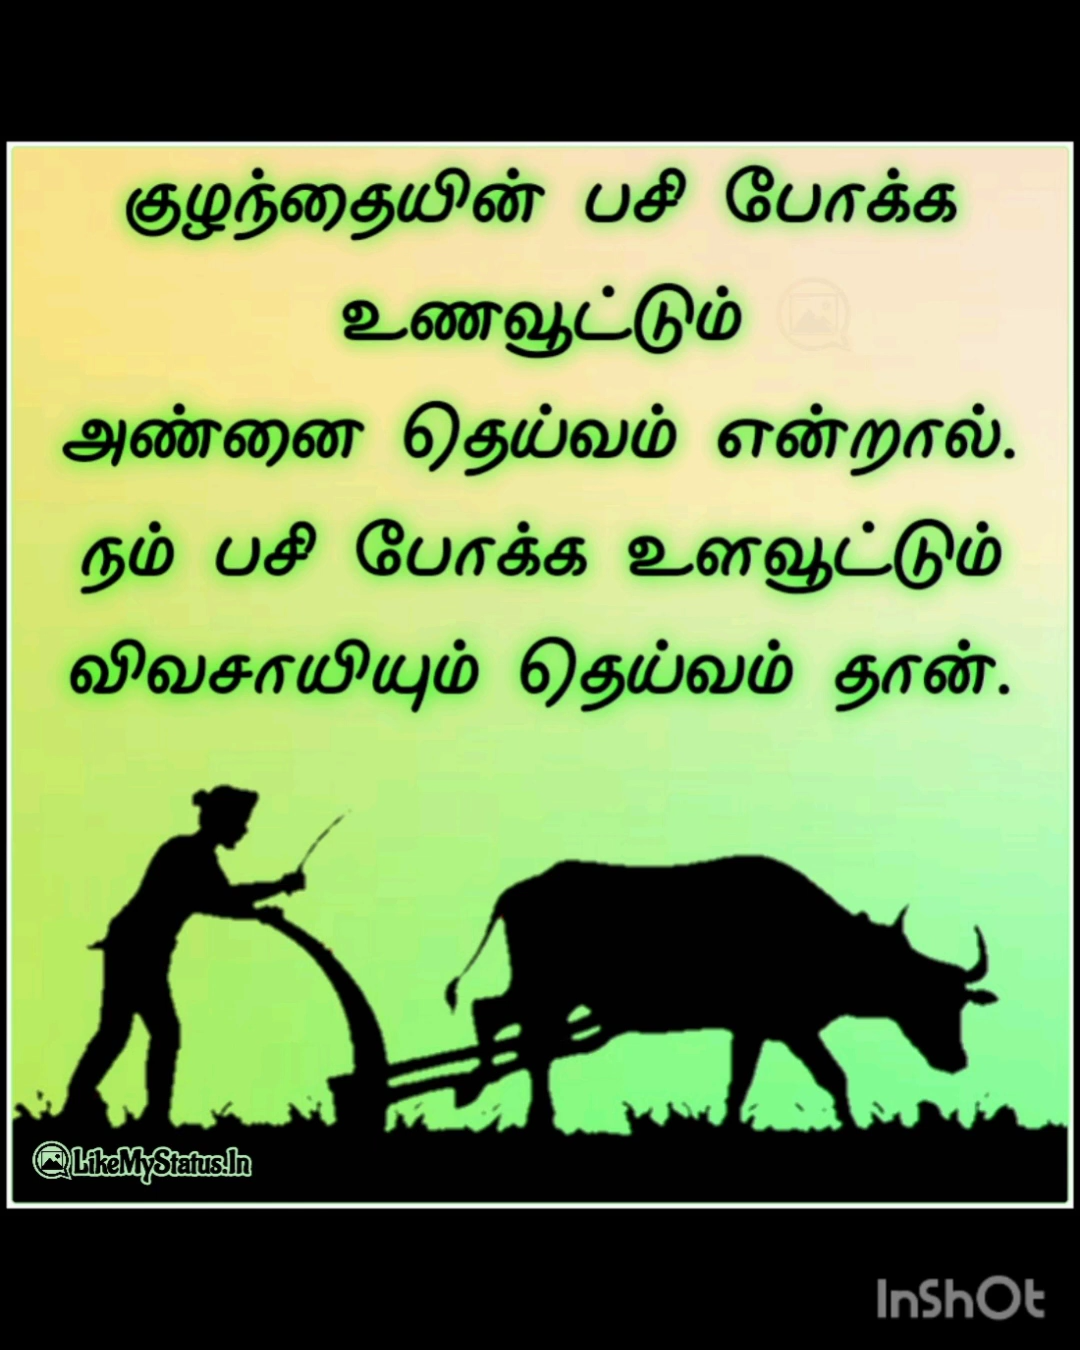 குழந்தையின் பசி போக்க
உணவூட்டும்
அண்னை தெய்வம் என்றால்.
நம் பசி போக்க உளவூட்டும்
விவசாயியும் தெய்வம் தான்.
LikeMyStatus.In
InShOt